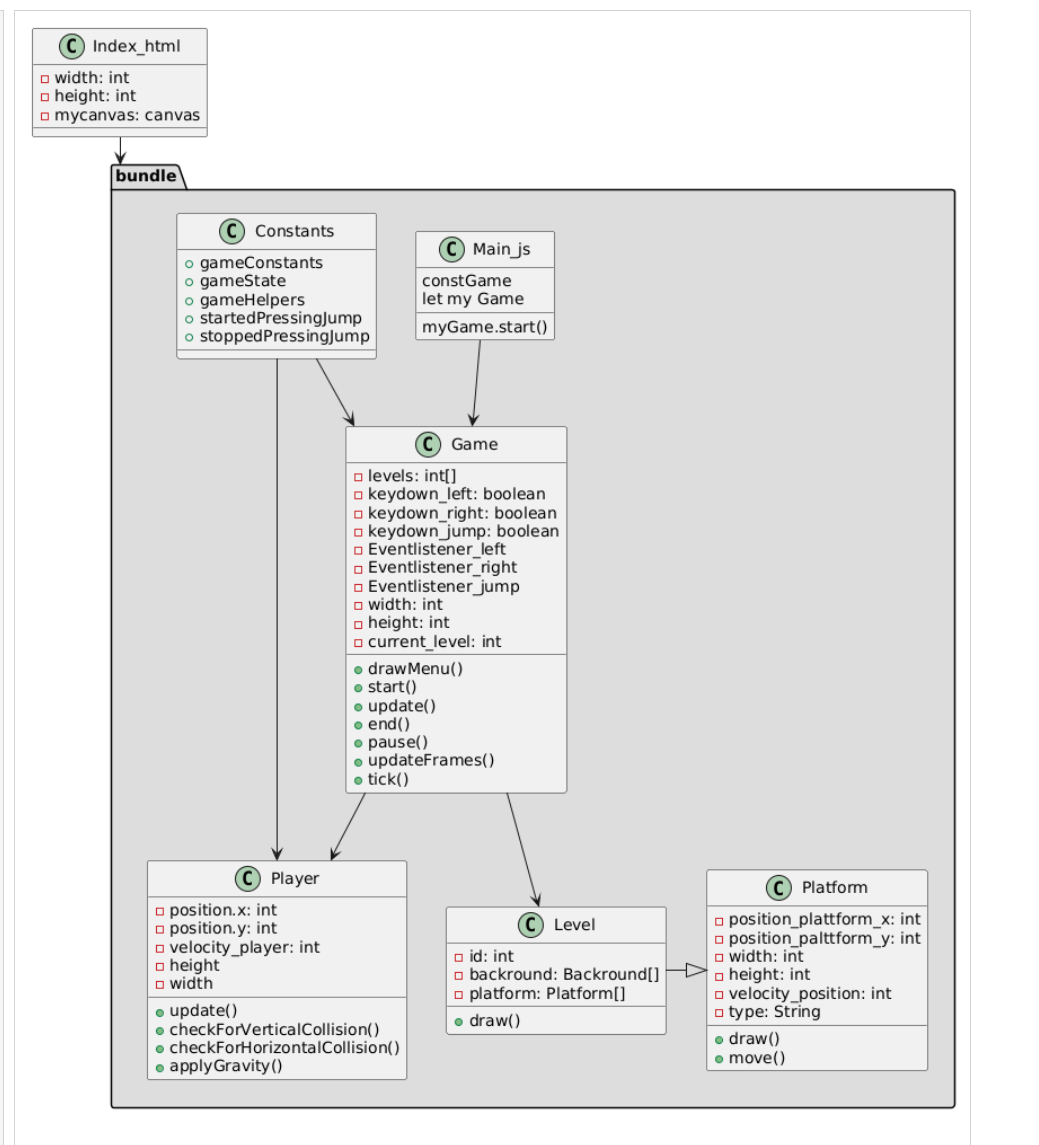 C Index_html
width: int
height: int
mycanvas: canvas
bundle
C Constants
gameConstants
gameState
gameHelpers
startedPressingJump
stoppedPressingJump
C Main_js
constGame
let my Game
myGame.start()
C Game
levels: int[]
keydown_left: boolean
keydown_right: boolean
keydown_jump: boolean
Eventlistener_left
Eventlistener_right
Eventlistener_jump
width: int
height: int
current_level: int
drawMenu()
start()
update()
end()
pause()
updateFrames()
tick()
C Player
position.x: int
position.y: int
velocity_player: int
height
width
update()
checkForVerticalCollision()
checkForHorizontalCollision()
applyGravity()
C Level
id: int
backround: Backround[]
platform: Platform[]
draw()
C Platform
position_plattform_x: int
position_palttform_y: int
width: int
height: int
velocity_position: int
type: String
draw()
move()